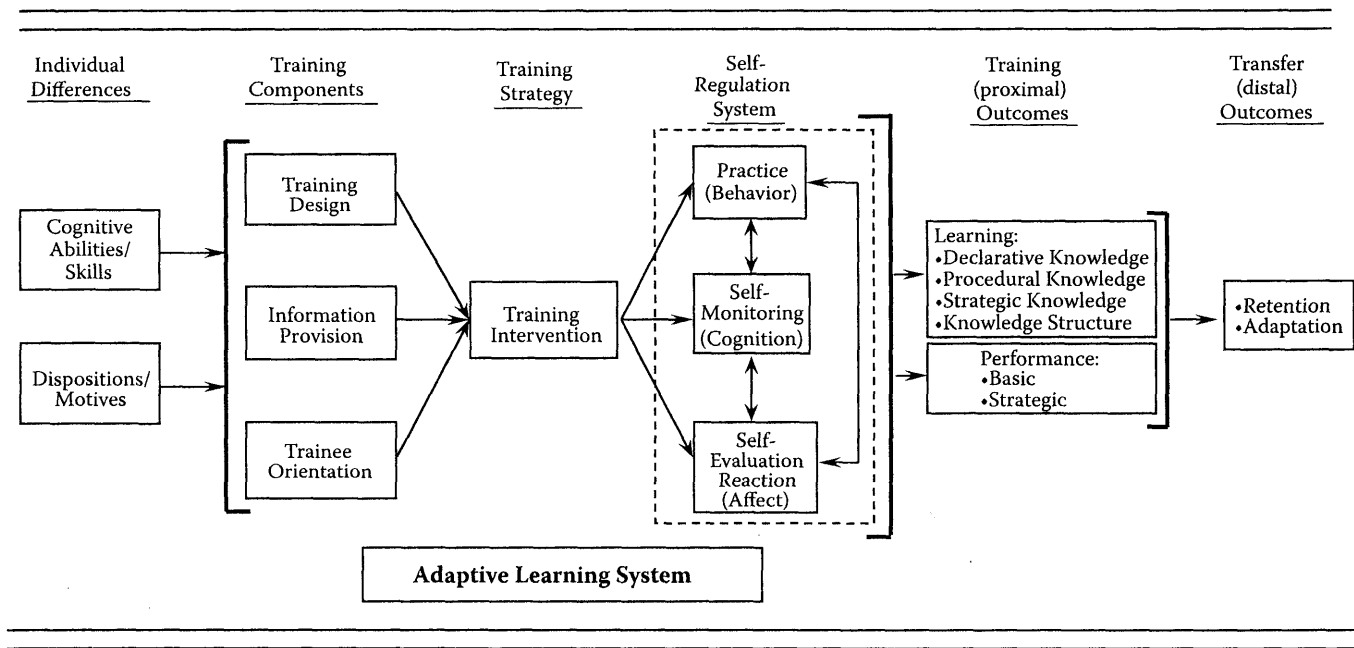 Individual
Differences
Training
Components
Training
Strategy
Self-
Regulation
System
Training
(proximal)
Outcomes
Transfer
(distal)
Outcomes
Cognitive
Abilities/
Skills
Dispositions/
Motives
Training
Design
Information
Provision
Trainee
Orientation
Training
Intervention
Practice
(Behavior)
Self-
Monitoring
(Cognition)
Self-
Evaluation
Reaction
(Affect)
Learning:
•Declarative Knowledge
•Procedural Knowledge
•Strategic Knowledge
•Knowledge Structure
Performance:
•Basic
•Strategic
•Retention
•Adaptation
Adaptive Learning System